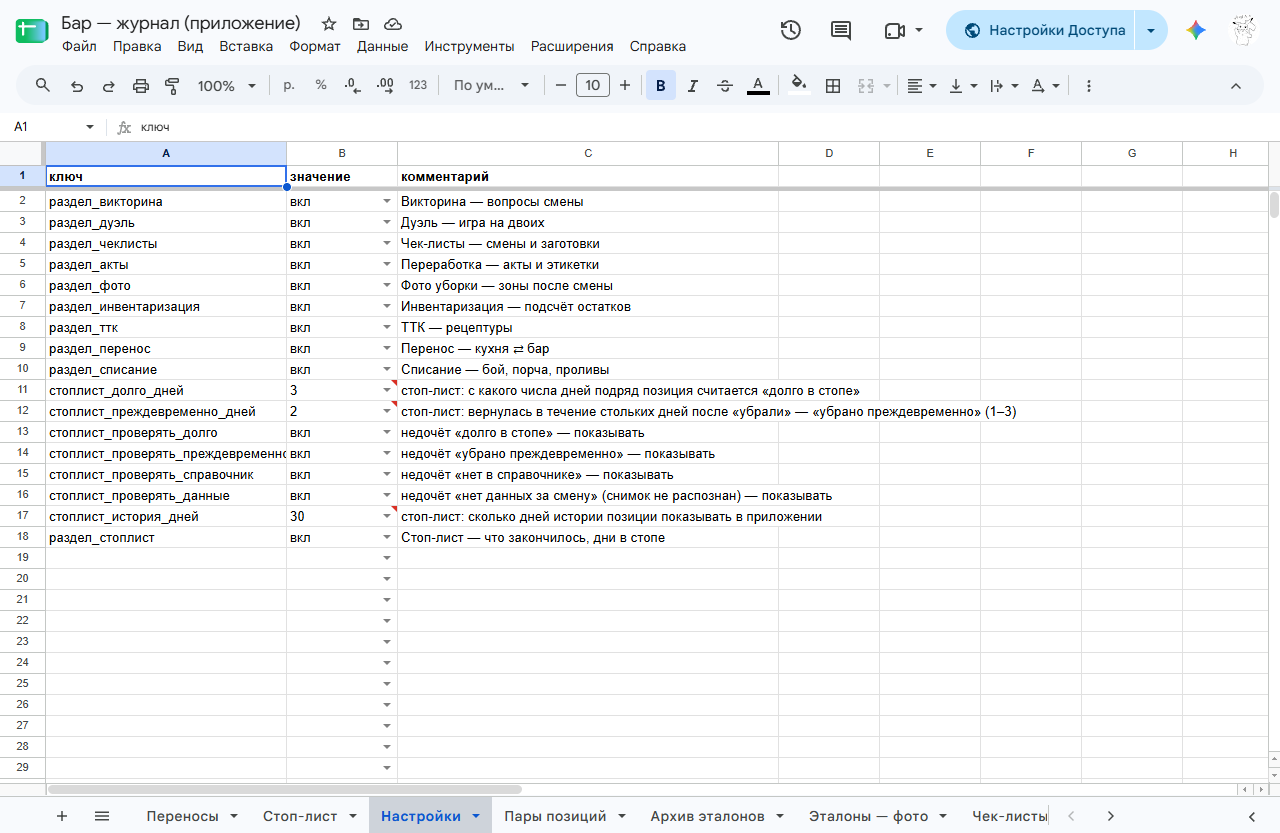 Бар — журнал (приложение)
Файл Правка Вид Вставка Формат Данные Инструменты Расширения Справка
Настройки Доступа
100% р. % .0 .00 123 По ум... 10 B I A
A1 fx ключ
A B C D E F G H
1 ключ значение комментарий
2 раздел_викторина вкл Викторина — вопросы смены
3 раздел_дуэль вкл Дуэль — игра на двоих
4 раздел_чеклисты вкл Чек-листы — смены и заготовки
5 раздел_акты вкл Переработка — акты и этикетки
6 раздел_фото вкл Фото уборки — зоны после смены
7 раздел_инвентаризация вкл Инвентаризация — подсчёт остатков
8 раздел_ттк вкл ТТК — рецептуры
9 раздел_перенос вкл Перенос — кухня ⇄ бар
10 раздел_списание вкл Списание — бой, порча, проливы
11 стоплист_долго_дней 3 стоп-лист: с какого числа дней подряд позиция считается «долго в стопе»
12 стоплист_преждевременно_дней 2 стоп-лист: вернулась в течение стольких дней после «убрали» — «убрано преждевременно» (1–3)
13 стоплист_проверять_долго вкл недочёт «долго в стопе» — показывать
14 стоплист_проверять_преждевременно вкл недочёт «убрано преждевременно» — показывать
15 стоплист_проверять_справочник вкл недочёт «нет в справочнике» — показывать
16 стоплист_проверять_данные вкл недочёт «нет данных за смену» (снимок не распознан) — показывать
17 стоплист_история_дней 30 стоп-лист: сколько дней истории позиции показывать в приложении
18 раздел_стоплист вкл Стоп-лист — что закончилось, дни в стопе
19
20
21
22
23
24
25
26
27
28
29
Переносы Стоп-лист Настройки Пары позиций Архив эталонов Эталоны — фото Чек-листы